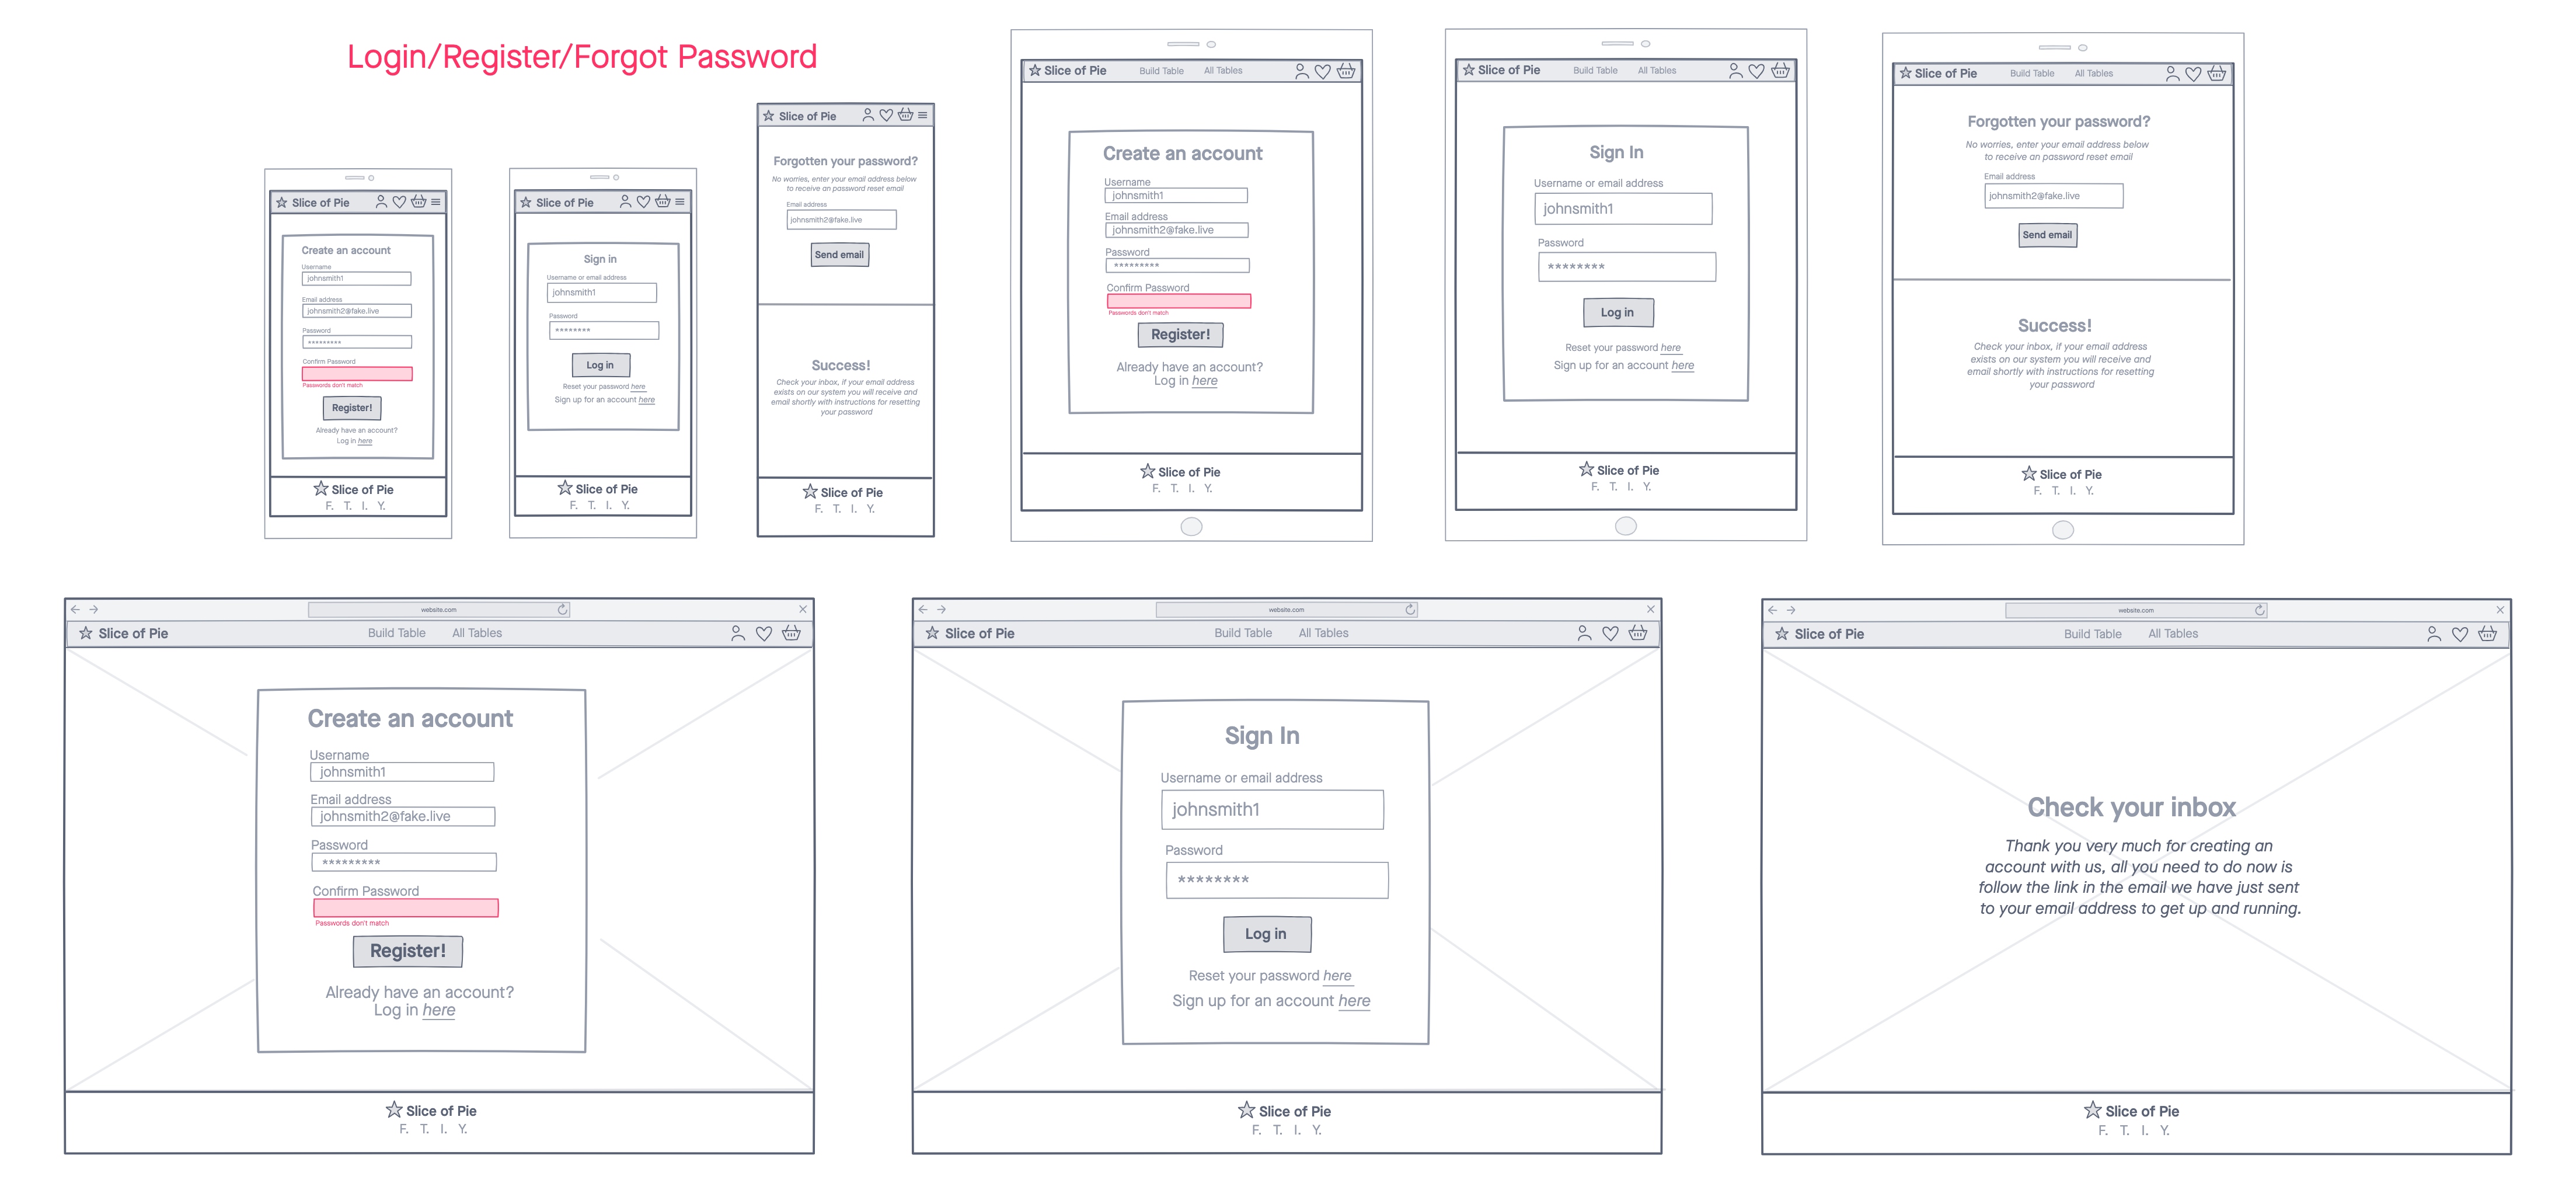 Login/Register/Forgot Password
Slice of Pie
Create an account
Username
johnsmith1
Email address
johnsmith2@fake.live
Password
*********
Confirm Password
Passwords don't match
Register!
Already have an account?
Log in here
Slice of Pie
F. T. I. Y.
Slice of Pie
Sign in
Username or email address
johnsmith1
Password
********
Log in
Reset your password here
Sign up for an account here
Slice of Pie
F. T. I. Y.
Slice of Pie
Forgotten your password?
No worries, enter your email address below
to receive an password reset email
Email address
johnsmith2@fake.live
Send email
Success!
Check your inbox, if your email address
exists on our system you will receive and
email shortly with instructions for resetting
your password
Slice of Pie
F. T. I. Y.
Slice of Pie Build Table All Tables
Create an account
Username
johnsmith1
Email address
johnsmith2@fake.live
Password
*********
Confirm Password
Passwords don't match
Register!
Already have an account?
Log in here
Slice of Pie
F. T. I. Y.
Slice of Pie Build Table All Tables
Sign In
Username or email address
johnsmith1
Password
********
Log in
Reset your password here
Sign up for an account here
Slice of Pie
F. T. I. Y.
Slice of Pie Build Table All Tables
Forgotten your password?
No worries, enter your email address below
to receive an password reset email
Email address
johnsmith2@fake.live
Send email
Success!
Check your inbox, if your email address
exists on our system you will receive and
email shortly with instructions for resetting
your password
Slice of Pie
F. T. I. Y.
website.com
Slice of Pie Build Table All Tables
Create an account
Username
johnsmith1
Email address
johnsmith2@fake.live
Password
*********
Confirm Password
Passwords don't match
Register!
Already have an account?
Log in here
Slice of Pie
F. T. I. Y.
website.com
Slice of Pie Build Table All Tables
Sign In
Username or email address
johnsmith1
Password
********
Log in
Reset your password here
Sign up for an account here
Slice of Pie
F. T. I. Y.
website.com
Slice of Pie Build Table All Tables
Check your inbox
Thank you very much for creating an
account with us, all you need to do now is
follow the link in the email we have just sent
to your email address to get up and running.
Slice of Pie
F. T. I. Y.